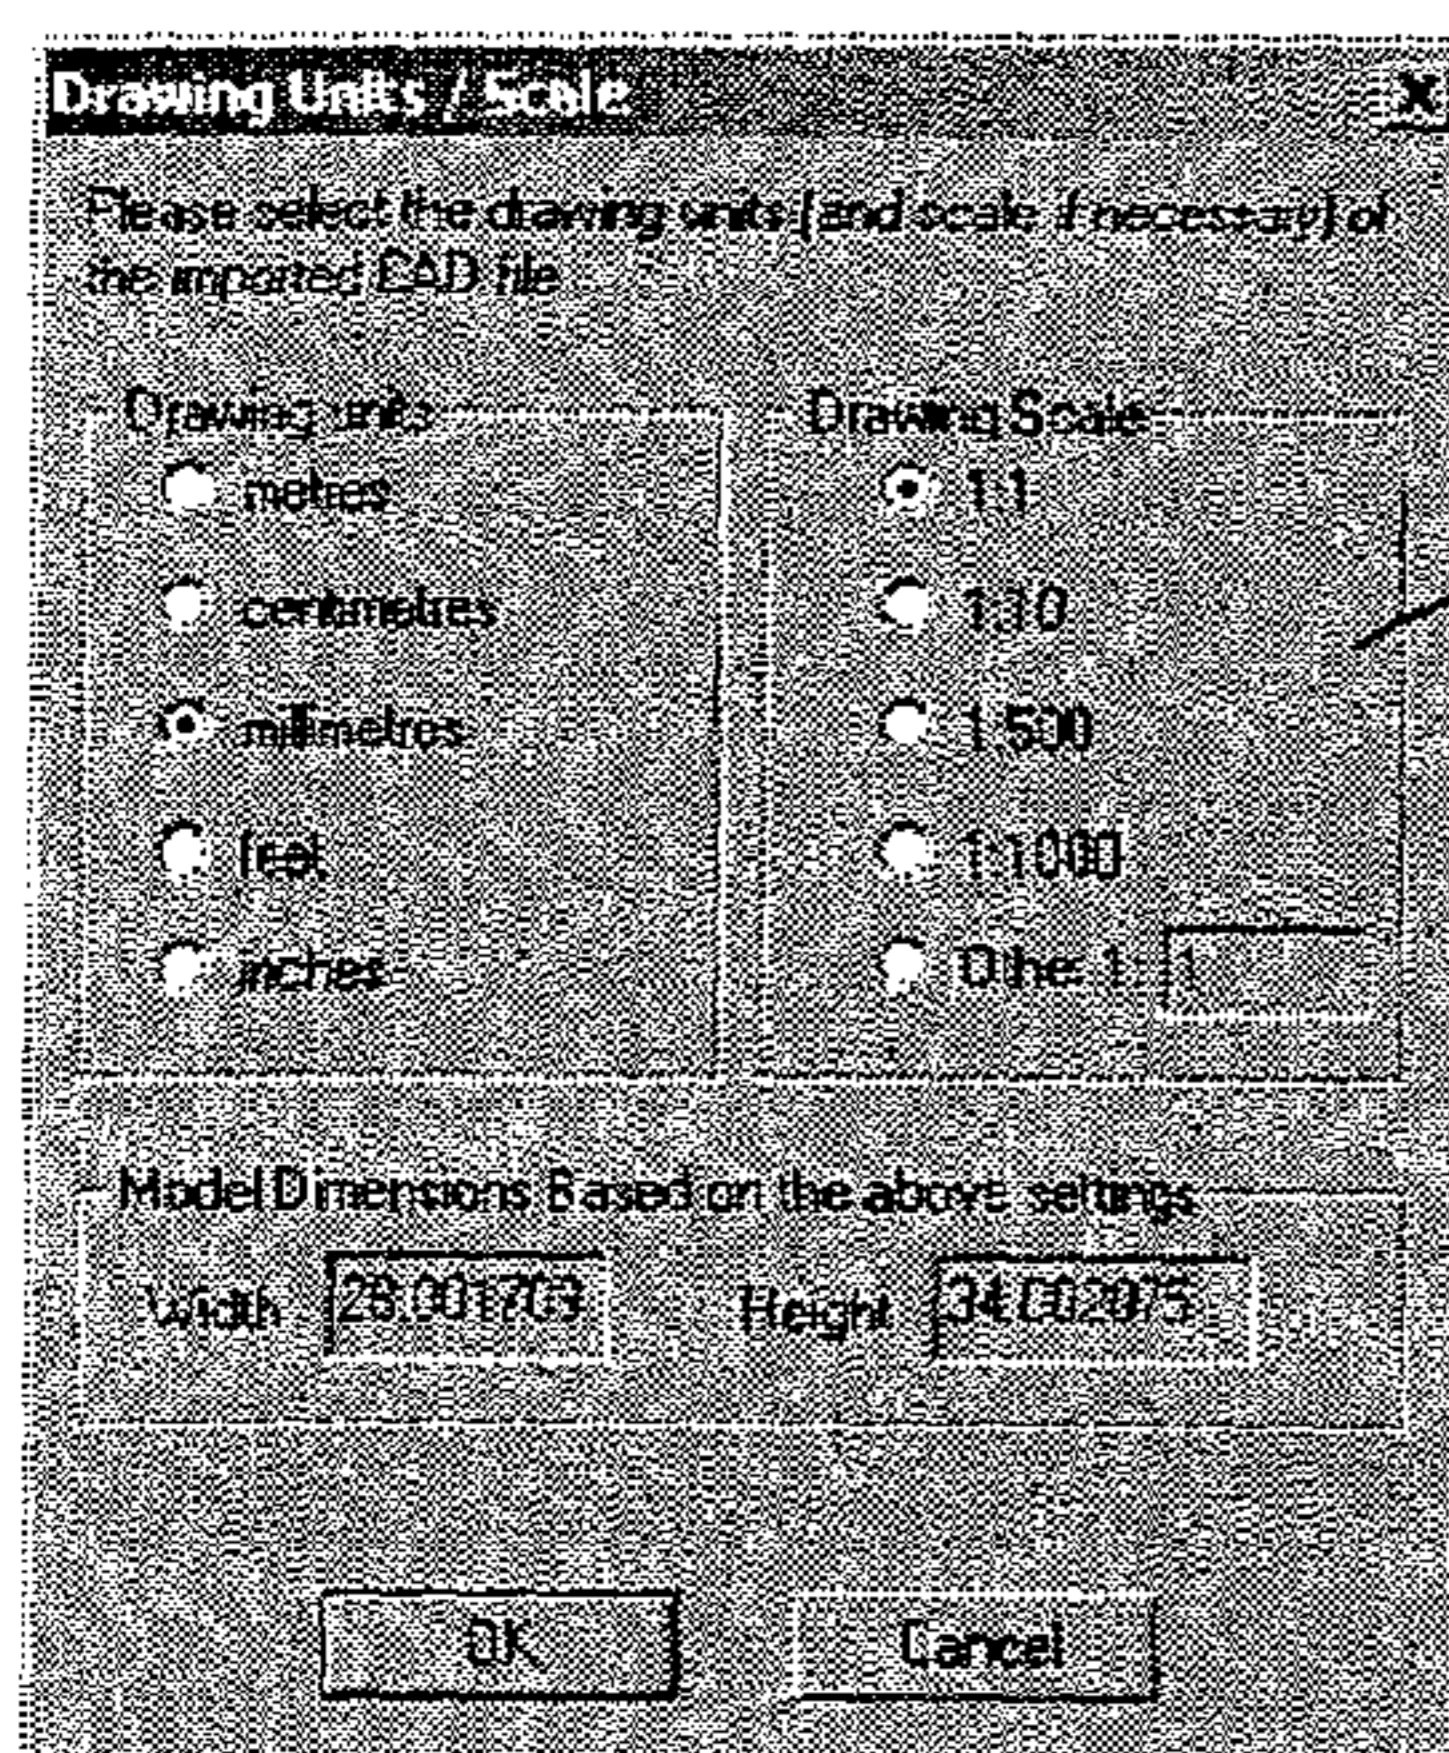 Drawing Units / Scale
Please select the drawing units (and scale if necessary) of
the imported CAD file
Drawing units
metres
centimetres
millimetres
feet
inches
Drawing Scale
1:1
1:10
1:500
1:1000
Other 1: 1
Model Dimensions Based on the above settings
Width
Height
OK
Cancel